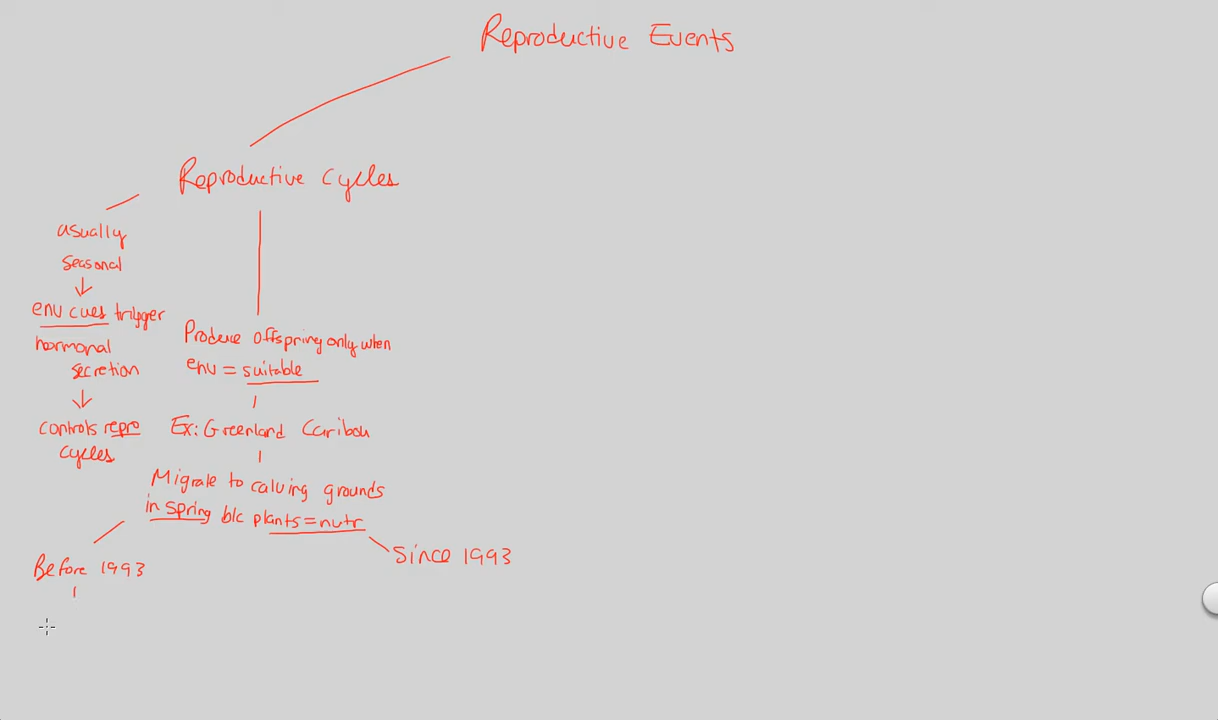 Reproductive Events
Reproductive Cycles
usually
seasonal
env cues trigger
hormonal
secretion
controls repro
cycles
Produce offspring only when
env = suitable
Ex: Greenland Caribou
Migrate to calving grounds
in spring b/c plants = nutr
Before 1993
Since 1993